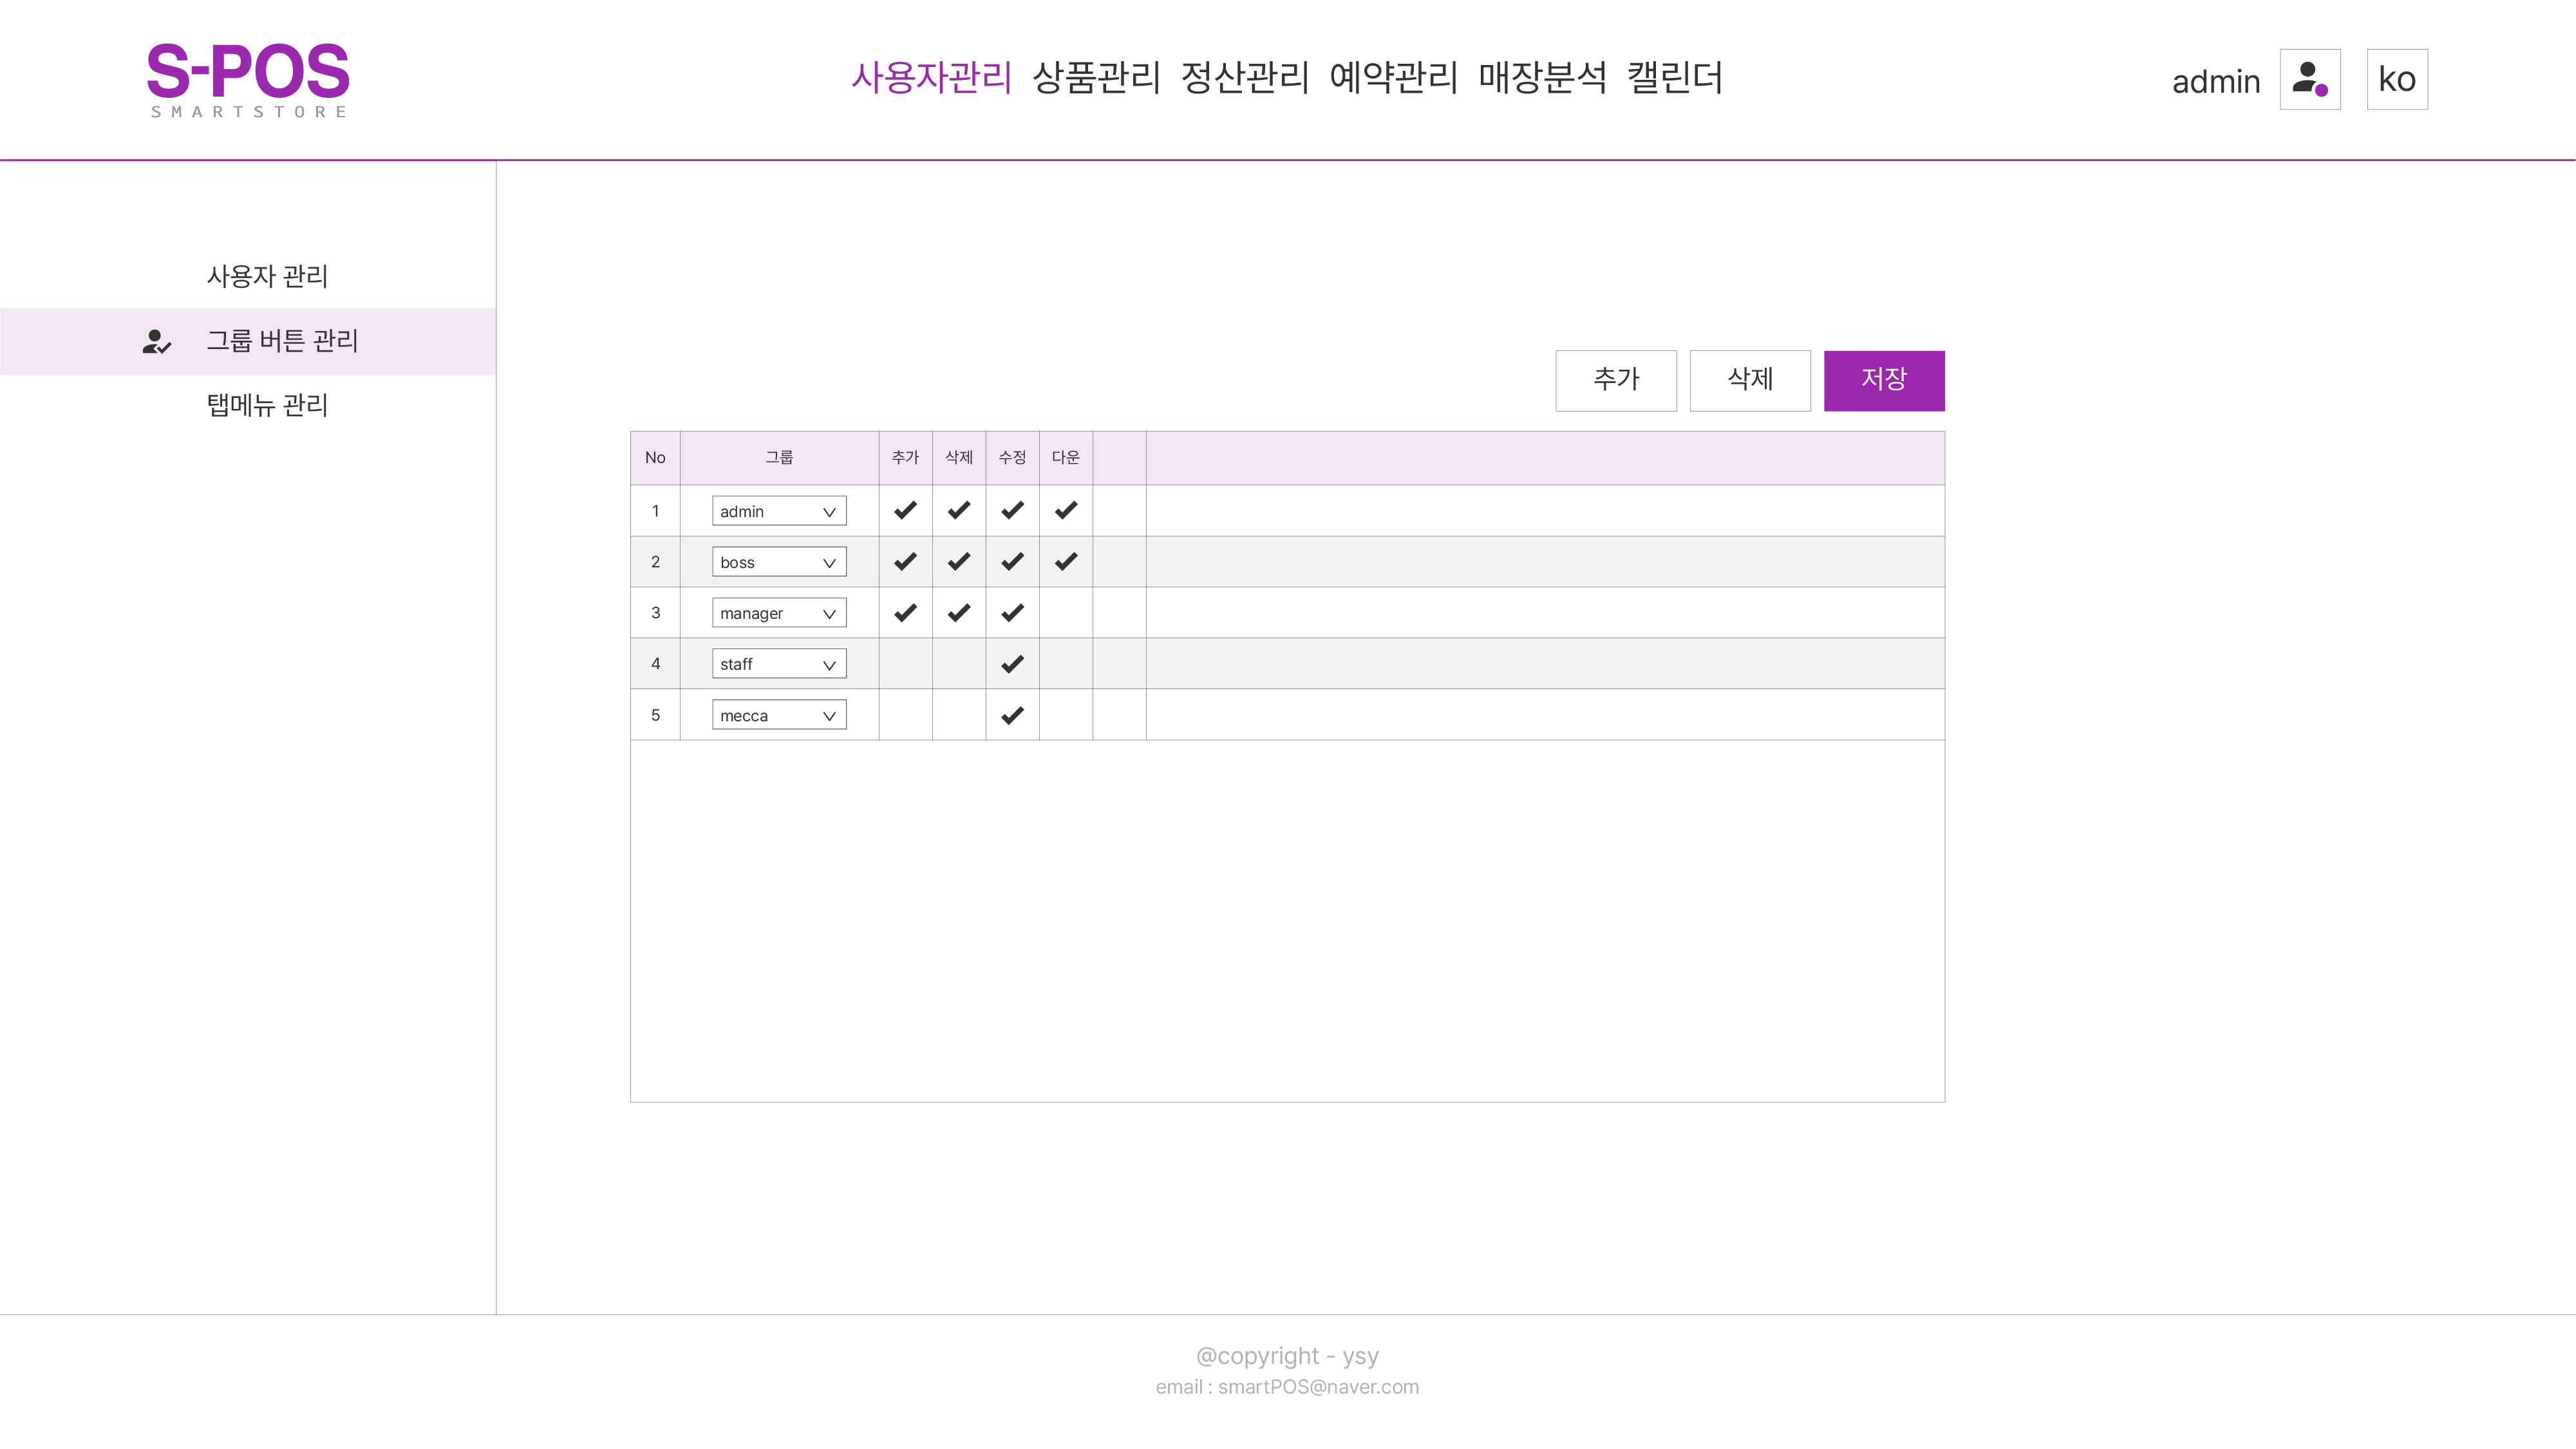 S-POS
SMARTSTORE
사용자관리 상품관리 정산관리 예약관리 매장분석 캘린더
admin
ko
사용자 관리
그룹 버튼 관리
탭메뉴 관리
추가 삭제 저장
No 그룹 추가 삭제 수정 다운
1 admin
2 boss
3 manager
4 staff
5 mecca
@copyright - ysy
email : smartPOS@naver.com